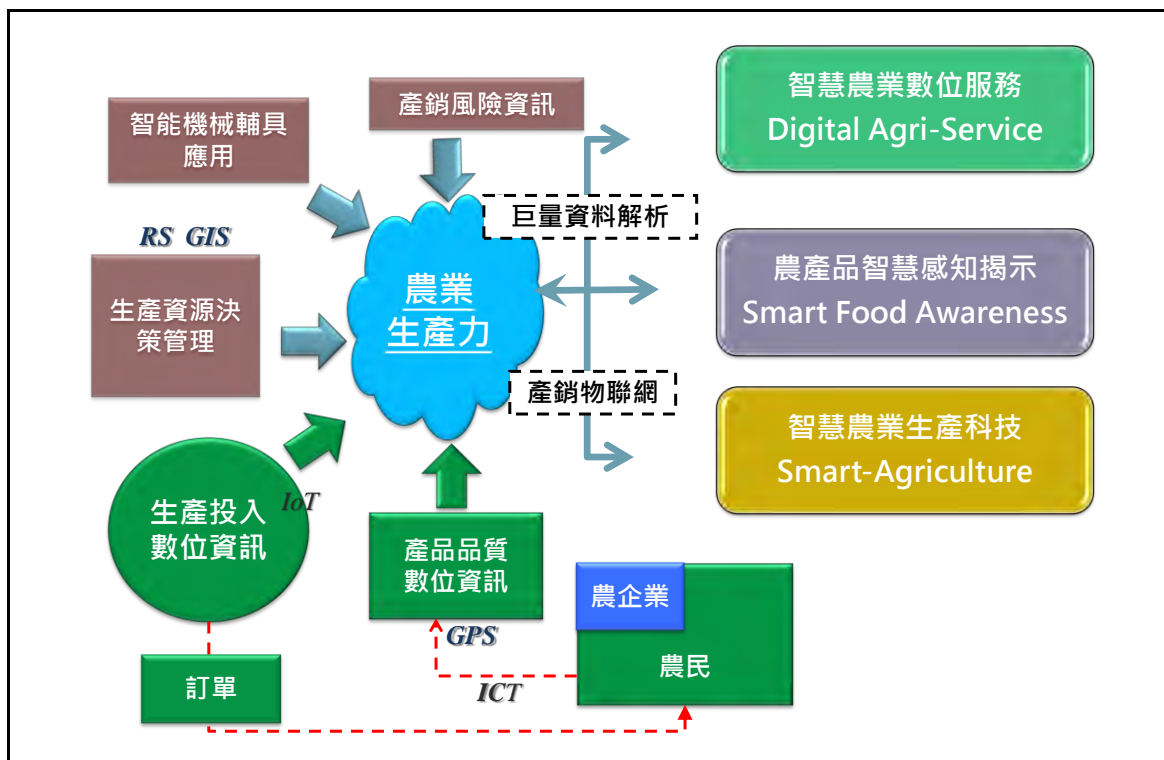 產銷風險資訊
智能機械輔具
應用
RS GIS
生產資源決
策管理
農業
生產力
巨量資料解析
產銷物聯網
智慧農業數位服務
Digital Agri-Service
農產品智慧感知揭示
Smart Food Awareness
智慧農業生產科技
Smart-Agriculture
生產投入
數位資訊
IoT
產品品質
數位資訊
GPS
ICT
農企業
農民
訂單